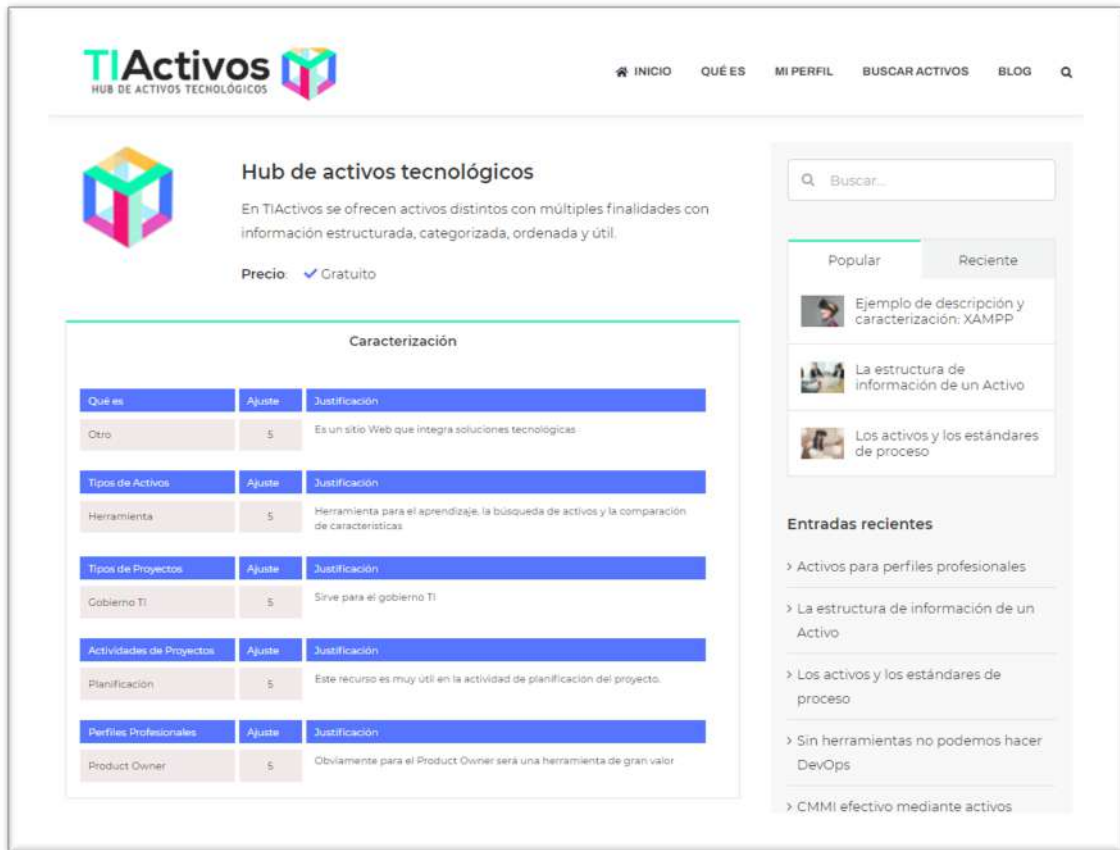 TIActivos
HUB DE ACTIVOS TECNOLÓGICOS
INICIO QUÉ ES MI PERFIL BUSCAR ACTIVOS BLOG
Hub de activos tecnológicos
En TIActivos se ofrecen activos distintos con múltiples finalidades con
información estructurada, categorizada, ordenada y útil.
Precio: Gratuito
Caracterización
Qué es Ajuste Justificación
Otro 5 Es un sitio Web que integra soluciones tecnológicas
Tipos de Activos Ajuste Justificación
Herramienta 5 Herramienta para el aprendizaje, la búsqueda de activos y la comparación
de características
Tipos de Proyectos Ajuste Justificación
Gobierno TI 5 Sirve para el gobierno TI
Actividades de Proyectos Ajuste Justificación
Planificación 5 Este recurso es muy útil en la actividad de planificación del proyecto.
Perfiles Profesionales Ajuste Justificación
Product Owner 5 Obviamente para el Product Owner será una herramienta de gran valor
Buscar...
Popular Reciente
Ejemplo de descripción y
caracterización: XAMPP
La estructura de
información de un Activo
Los activos y los estándares
de proceso
Entradas recientes
> Activos para perfiles profesionales
> La estructura de información de un
Activo
> Los activos y los estándares de
proceso
> Sin herramientas no podemos hacer
DevOps
> CMMI efectivo mediante activos